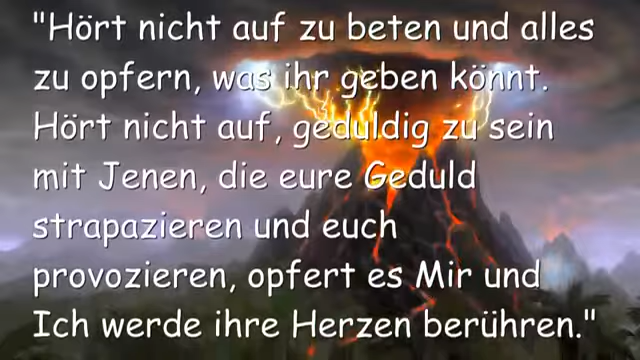 "Hört nicht auf zu beten und alles
zu opfern, was ihr geben könnt.
Hört nicht auf, geduldig zu sein
mit Jenen, die eure Geduld
strapazieren und euch
provozieren, opfert es Mir und
Ich werde ihre Herzen berühren."